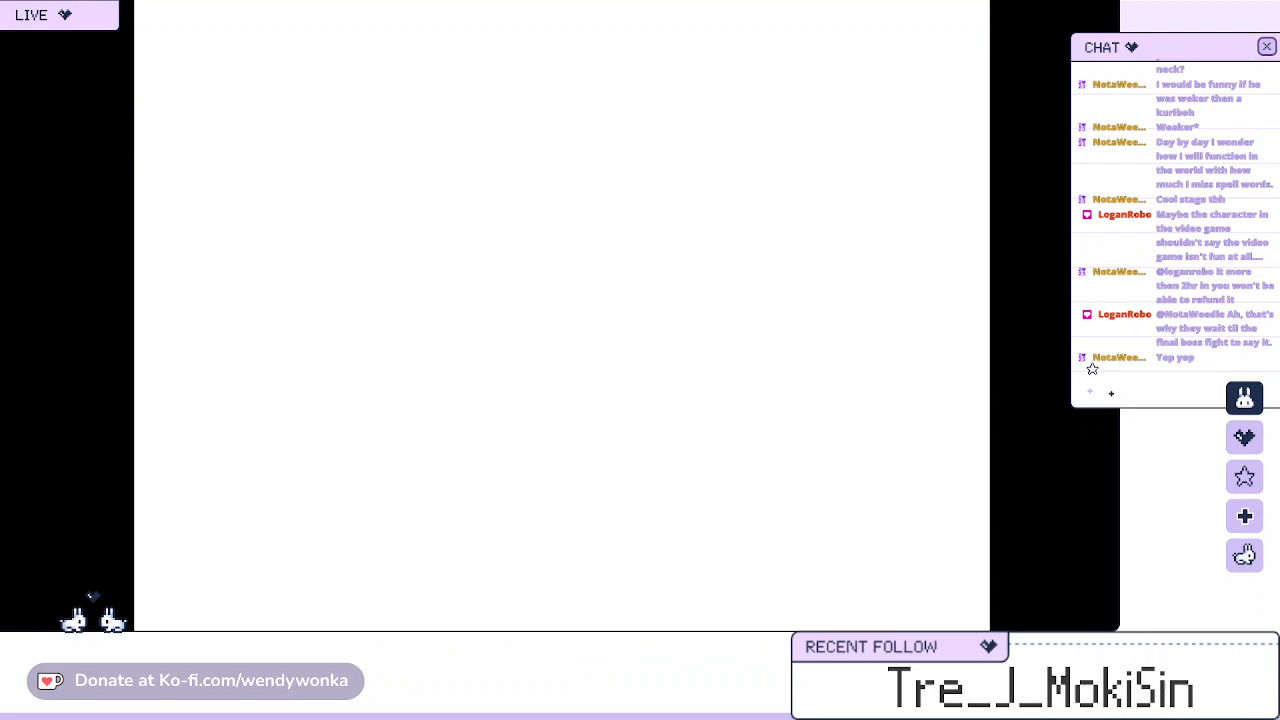 LIVE
CHAT
neck?
NotaWee... I would be funny if he
was weker then a
kuriboh
NotaWee... Weaker*
NotaWee... Day by day I wonder
how I will function in
the world with how
much I miss spell words.
NotaWee... Cool stage tbh
LoganRobo Maybe the character in
the video game
shouldn't say the video
game isn't fun at all....
NotaWee... @loganrobo it more
then 2hr in you won't be
able to refund it
LoganRobo @NotaWeedle Ah, that's
why they wait til the
final boss fight to say it.
NotaWee... Yep yep
RECENT FOLLOW
Tre_J_MokiSin
Donate at Ko-fi.com/wendywonka